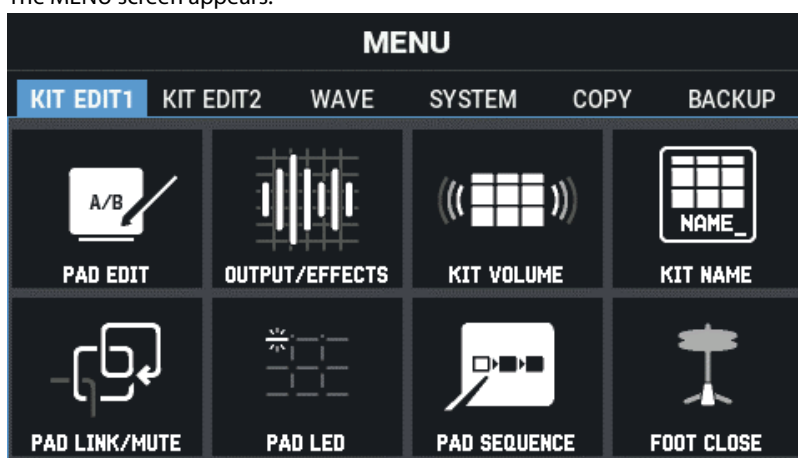 The MENU screen appears.
MENU
KIT EDIT1 KIT EDIT2 WAVE SYSTEM COPY BACKUP
A/B
NAME_
PAD EDIT OUTPUT/EFFECTS KIT VOLUME KIT NAME
PAD LINK/MUTE PAD LED PAD SEQUENCE FOOT CLOSE